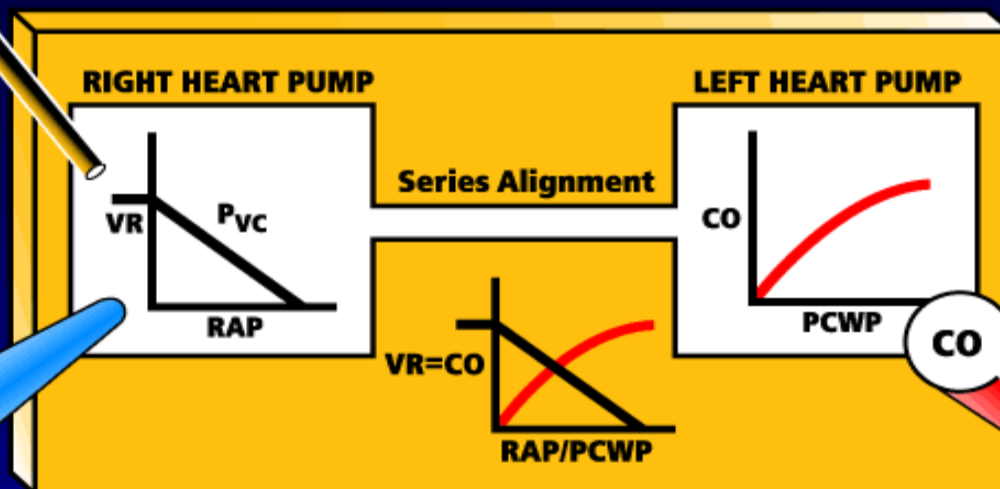 RIGHT HEART PUMP
LEFT HEART PUMP
Series Alignment
VR
PVC
RAP
CO
PCWP
CO
VR=CO
RAP/PCWP